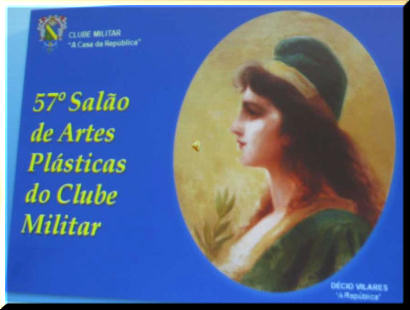 CLUBE MILITAR
"A Casa da República"
57º Salão
de Artes
Plásticas
do Clube
Militar
DÉCIO VILARES
"A República"